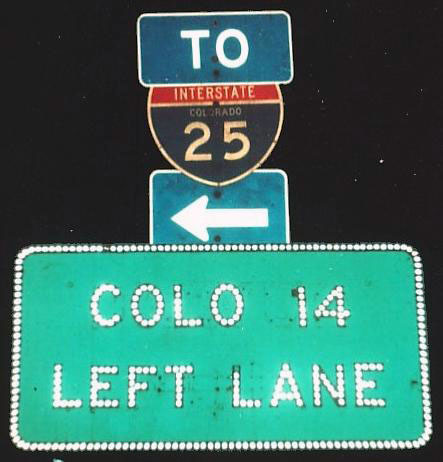 TO
INTERSTATE
COLORADO
25
COLO 14
LEFT LANE